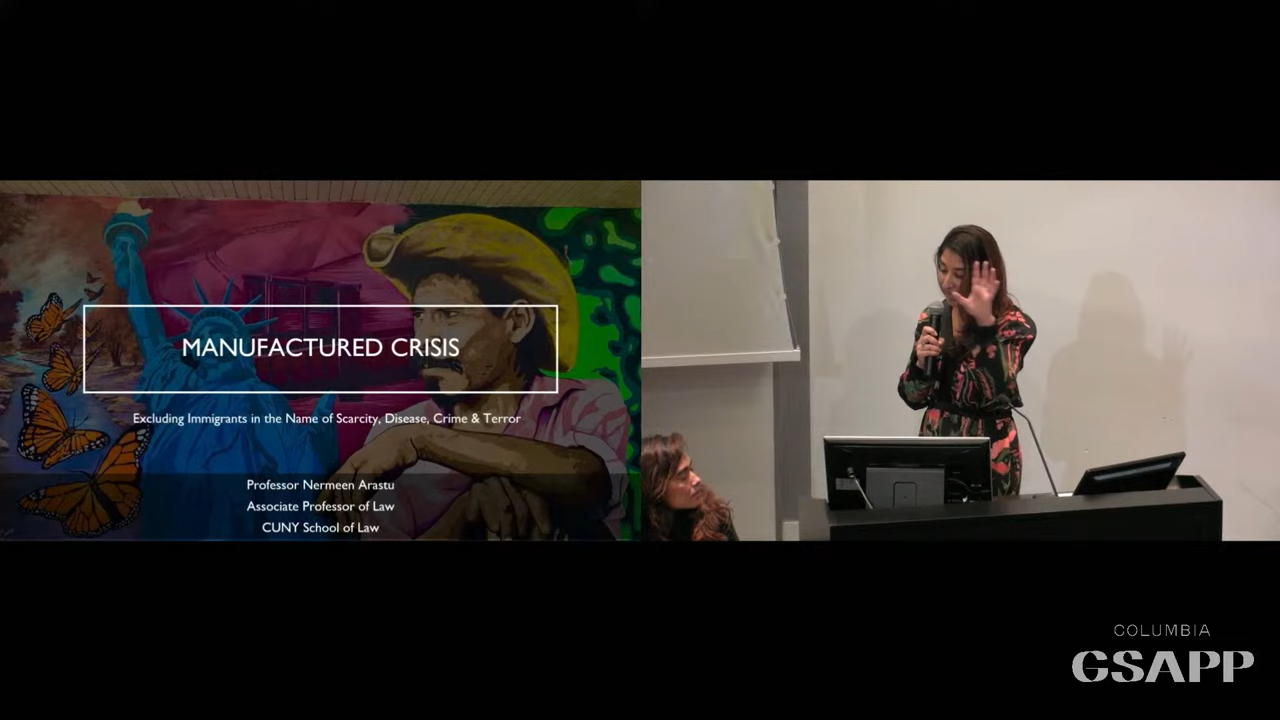 MANUFACTURED CRISIS
Excluding Immigrants in the Name of Scarcity, Disease, Crime & Terror
Professor Nermeen Arastu
Associate Professor of Law
CUNY School of Law
COLUMBIA
GSAPP